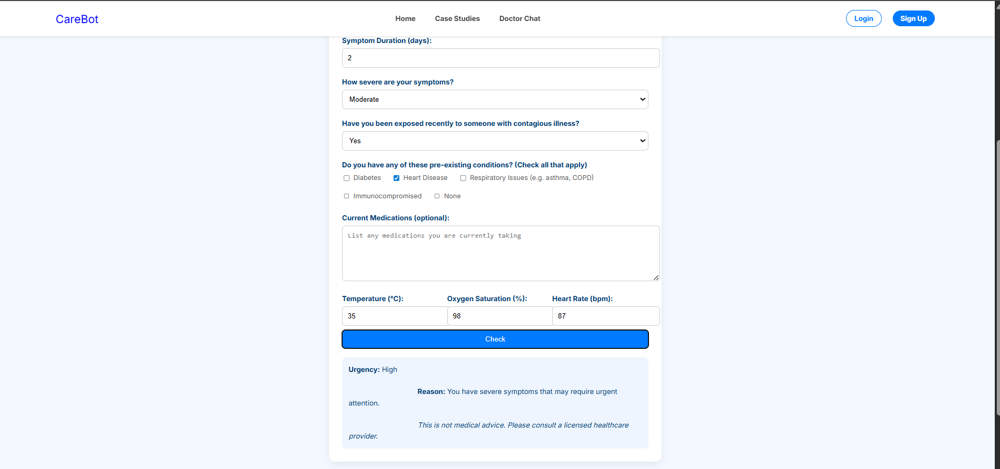 CareBot
Home
Case Studies
Doctor Chat
Login
Sign Up
Symptom Duration (days):
2
How severe are your symptoms?
Moderate
Have you been exposed recently to someone with contagious illness?
Yes
Do you have any of these pre-existing conditions? (Check all that apply)
Diabetes
Heart Disease
Respiratory Issues (e.g. asthma, COPD)
Immunocompromised
None
Current Medications (optional):
List any medications you are currently taking
Temperature (°C):
Oxygen Saturation (%):
Heart Rate (bpm):
35
98
87
Check
Urgency: High
Reason: You have severe symptoms that may require urgent
attention.
This is not medical advice. Please consult a licensed healthcare
provider.